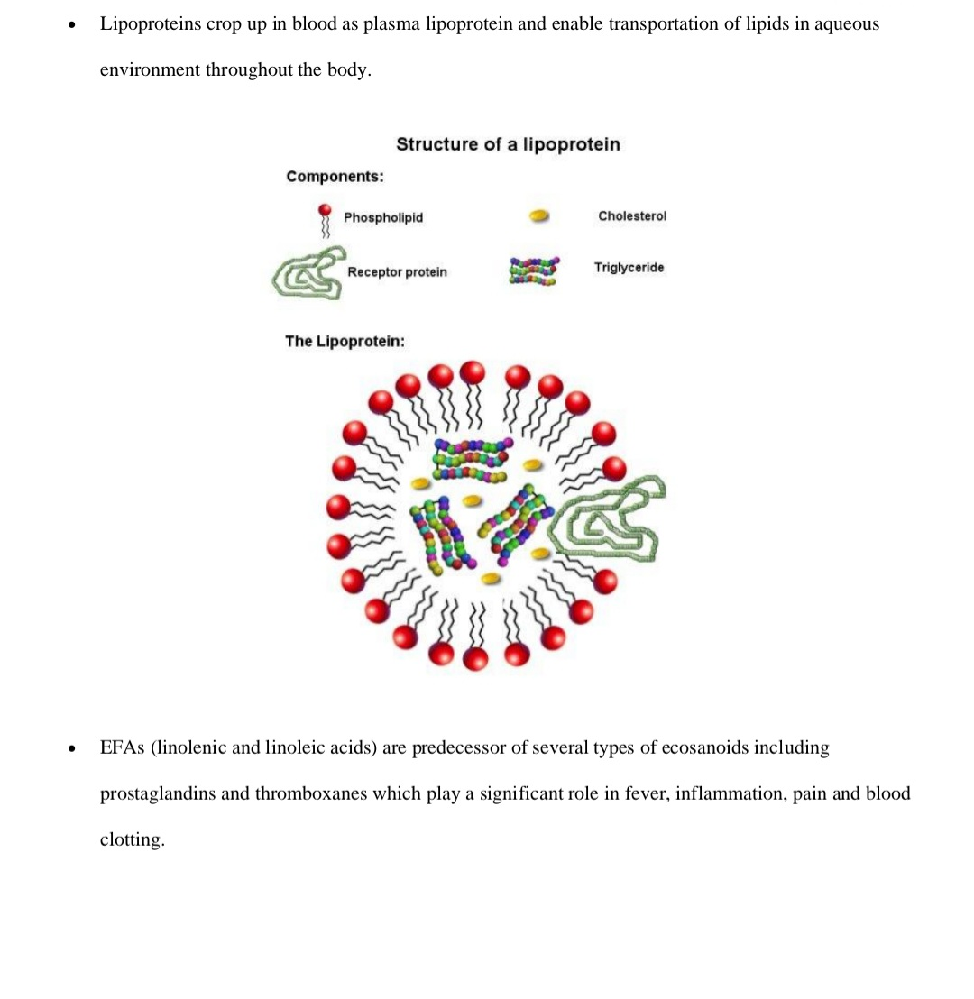 • Lipoproteins crop up in blood as plasma lipoprotein and enable transportation of lipids in aqueous
environment throughout the body.
Structure of a lipoprotein
Components:
Phospholipid
Cholesterol
Receptor protein
Triglyceride
The Lipoprotein:
• EFAs (linolenic and linoleic acids) are predecessor of several types of ecosanoids including
prostaglandins and thromboxanes which play a significant role in fever, inflammation, pain and blood
clotting.